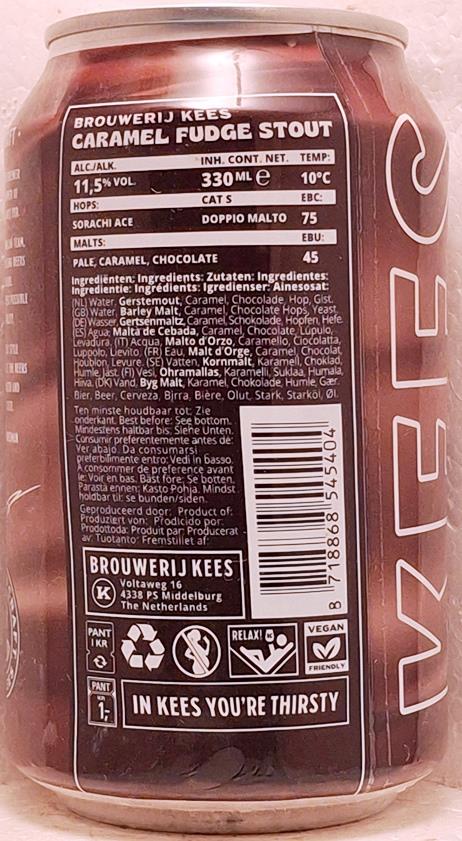 BROUWERIJ KEES
CARAMEL FUDGE STOUT
ALC./ALK. INH. CONT. NET. TEMP:
11,5% VOL. 330 ML e 10°C
HOPS: CAT S EBC:
SORACHI ACE DOPPIO MALTO 75
MALTS: EBU:
PALE, CARAMEL, CHOCOLATE 45
Ingrediënten: Ingredients: Zutaten: Ingredientes:
Ingredientie: Ingrédients: Igredienser: Ainesosat:
(NL) Water, Gerstemout, Caramel, Chocolade, Hop, Gist.
(GB) Water, Barley Malt, Caramel, Chocolate Hops, Yeast.
(DE) Wasser, Gertsenmaltz, Caramel, Schokolade, Hopfen, Hefe.
(ES) Agua, Malta de Cebada, Caramel, Chocolate, Lúpulo,
Levadura. (IT) Acqua, Malto d'Orzo, Caramello, Cioccolatta,
Luppolo, Lievito. (FR) Eau, Malt d'Orge, Caramel, Chocolat,
Houblon, Levure. (SE) Vatten, Kornmalt, Karamell, Choklad,
Humle, Jäst. (FI) Vesi, Ohramallas, Karamelli, Suklaa, Humala,
Hiiva. (DK) Vand, Byg Malt, Karamel, Chokolade, Humle, Gær.
Bier, Beer, Cerveza, Bjrra, Bière, Olut, Stark, Starköl, Øl.
Ten minste houdbaar tot: Zie
onderkant. Best before: See bottom.
Mindestens haltbar bis: Siehe Unten.
Consumir preferentemente antes de:
Ver abajo. Da consumarsi
preferbilmente entro: Vedi in basso.
A consommer de preference avant
le: Voir en bas. Bäst före: Se botten.
Parasta ennen: Kasto Pohja. Mindst
holdbar til: Se bunden/siden.
Geproduceerd door: Product of:
Produziert von: Prodicido por:
Prodottoda: Produit par: Producerat
av: Tuotanto: Fremstillet af:
8 718868 545404
BROUWERIJ KEES
K
Voltaweg 16
4338 PS Middelburg
The Netherlands
PANT
1 KR
RELAX!
K
VEGAN
FRIENDLY
PANT
1,-
IN KEES YOU'RE THIRSTY
KEES